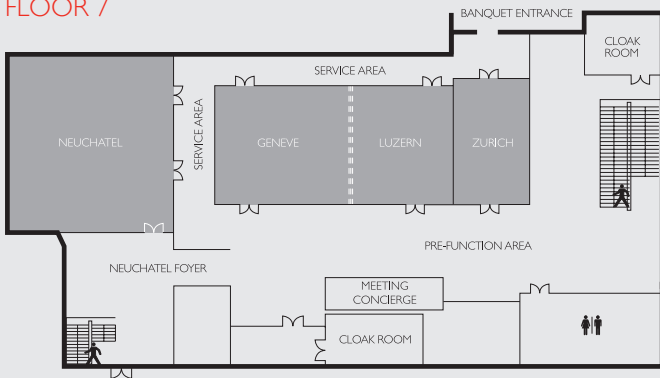 FLOOR 7
BANQUET ENTRANCE
CLOAK
ROOM
SERVICE AREA
SERVICE AREA
NEUCHATEL
GENEVE
LUZERN
ZURICH
PRE-FUNCTION AREA
NEUCHATEL FOYER
MEETING
CONCIERGE
CLOAK ROOM